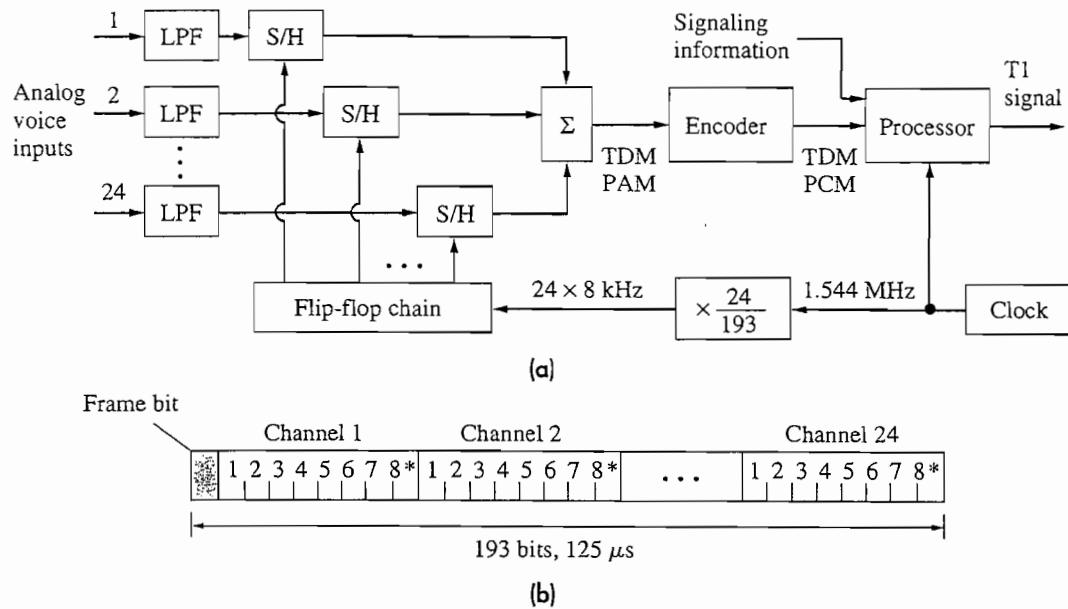 1
LPF
S/H
Signaling
information
T1
signal
Analog
voice
inputs
2
LPF
S/H
Σ
TDM
PAM
Encoder
TDM
PCM
Processor
24
LPF
S/H
Flip-flop chain
24 × 8 kHz
× 24/193
1.544 MHz
Clock
(a)
Frame bit
Channel 1
Channel 2
Channel 24
1 2 3 4 5 6 7 8* 1 2 3 4 5 6 7 8* ... 1 2 3 4 5 6 7 8*
193 bits, 125 μs
(b)